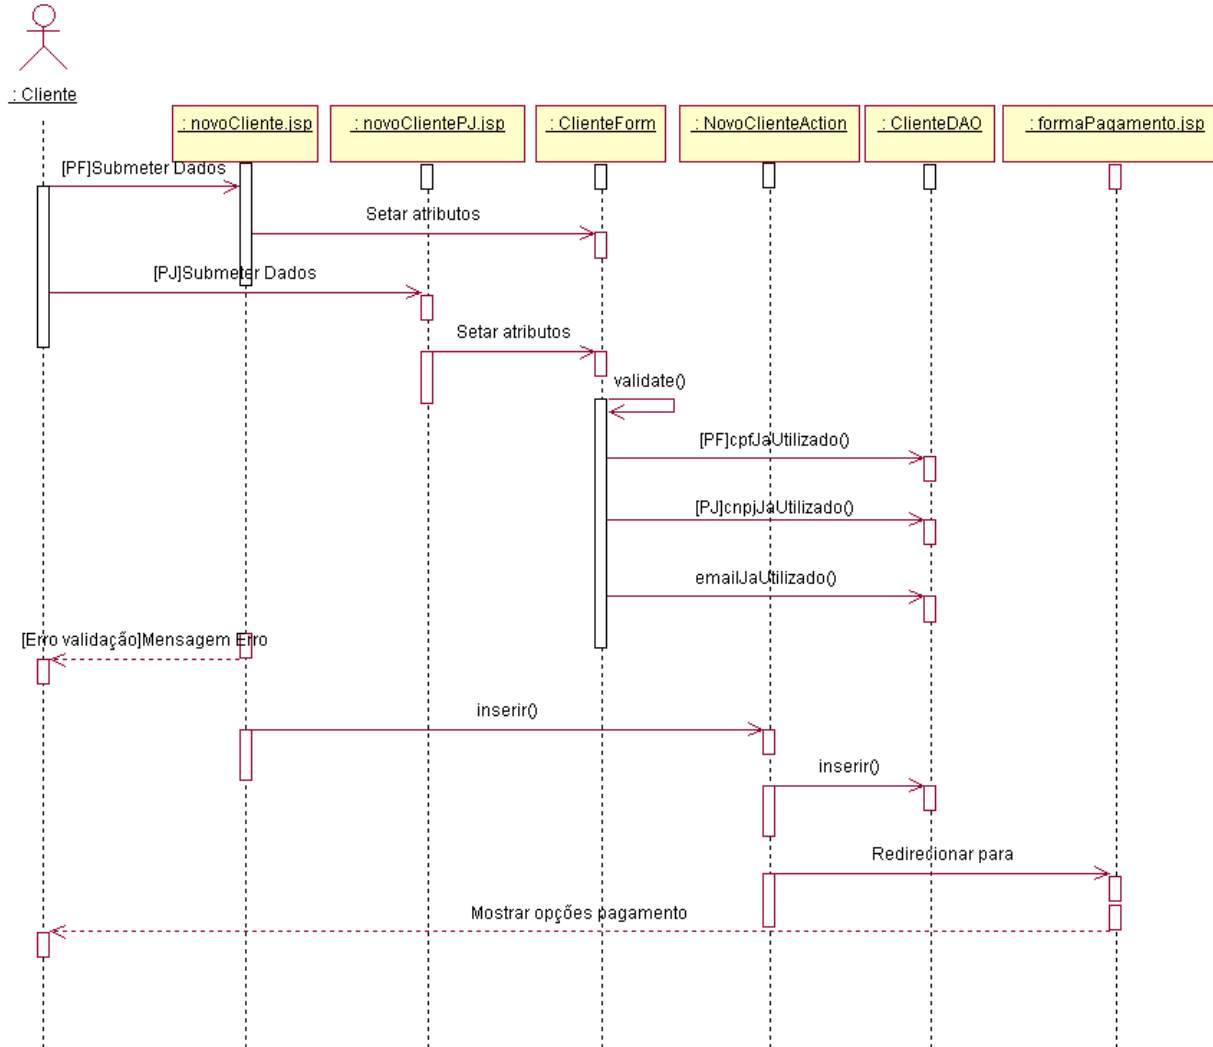 : Cliente
: novoCliente.jsp
: novoClientePJ.jsp
: ClienteForm
: NovoClienteAction
: ClienteDAO
: formaPagamento.jsp
[PF]Submeter Dados
Setar atributos
[PJ]Submeter Dados
Setar atributos
validate()
[PF]cpfJaUtilizado()
[PJ]cnpjJaUtilizado()
emailJaUtilizado()
[Erro validação]Mensagem Erro
inserir()
inserir()
Redirecionar para
Mostrar opções pagamento